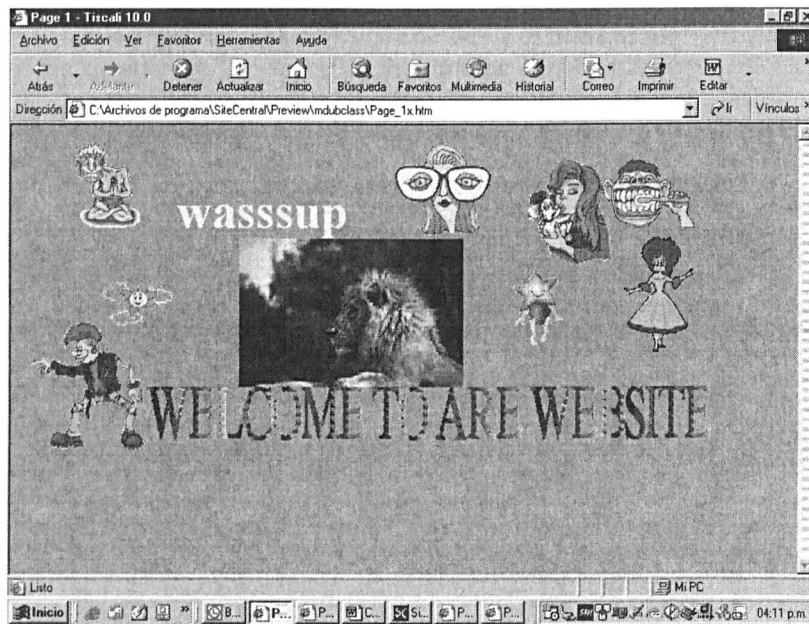 Page 1 - Tiscali 10.0
Archivo Edición Ver Favoritos Herramientas Ayuda
Atrás Adelante Detener Actualizar Inicio Búsqueda Favoritos Multimedia Historial Correo Imprimir Editar
Dirección C:\Archivos de programa\SiteCentral\Preview\mdubclass\Page_1x.htm Ir Vínculos »
wasssup
WELCOME TO ARE WEBSITE
Listo Mi PC
Inicio » B... P... P... C... Si... P... P... 04:11 p.m.